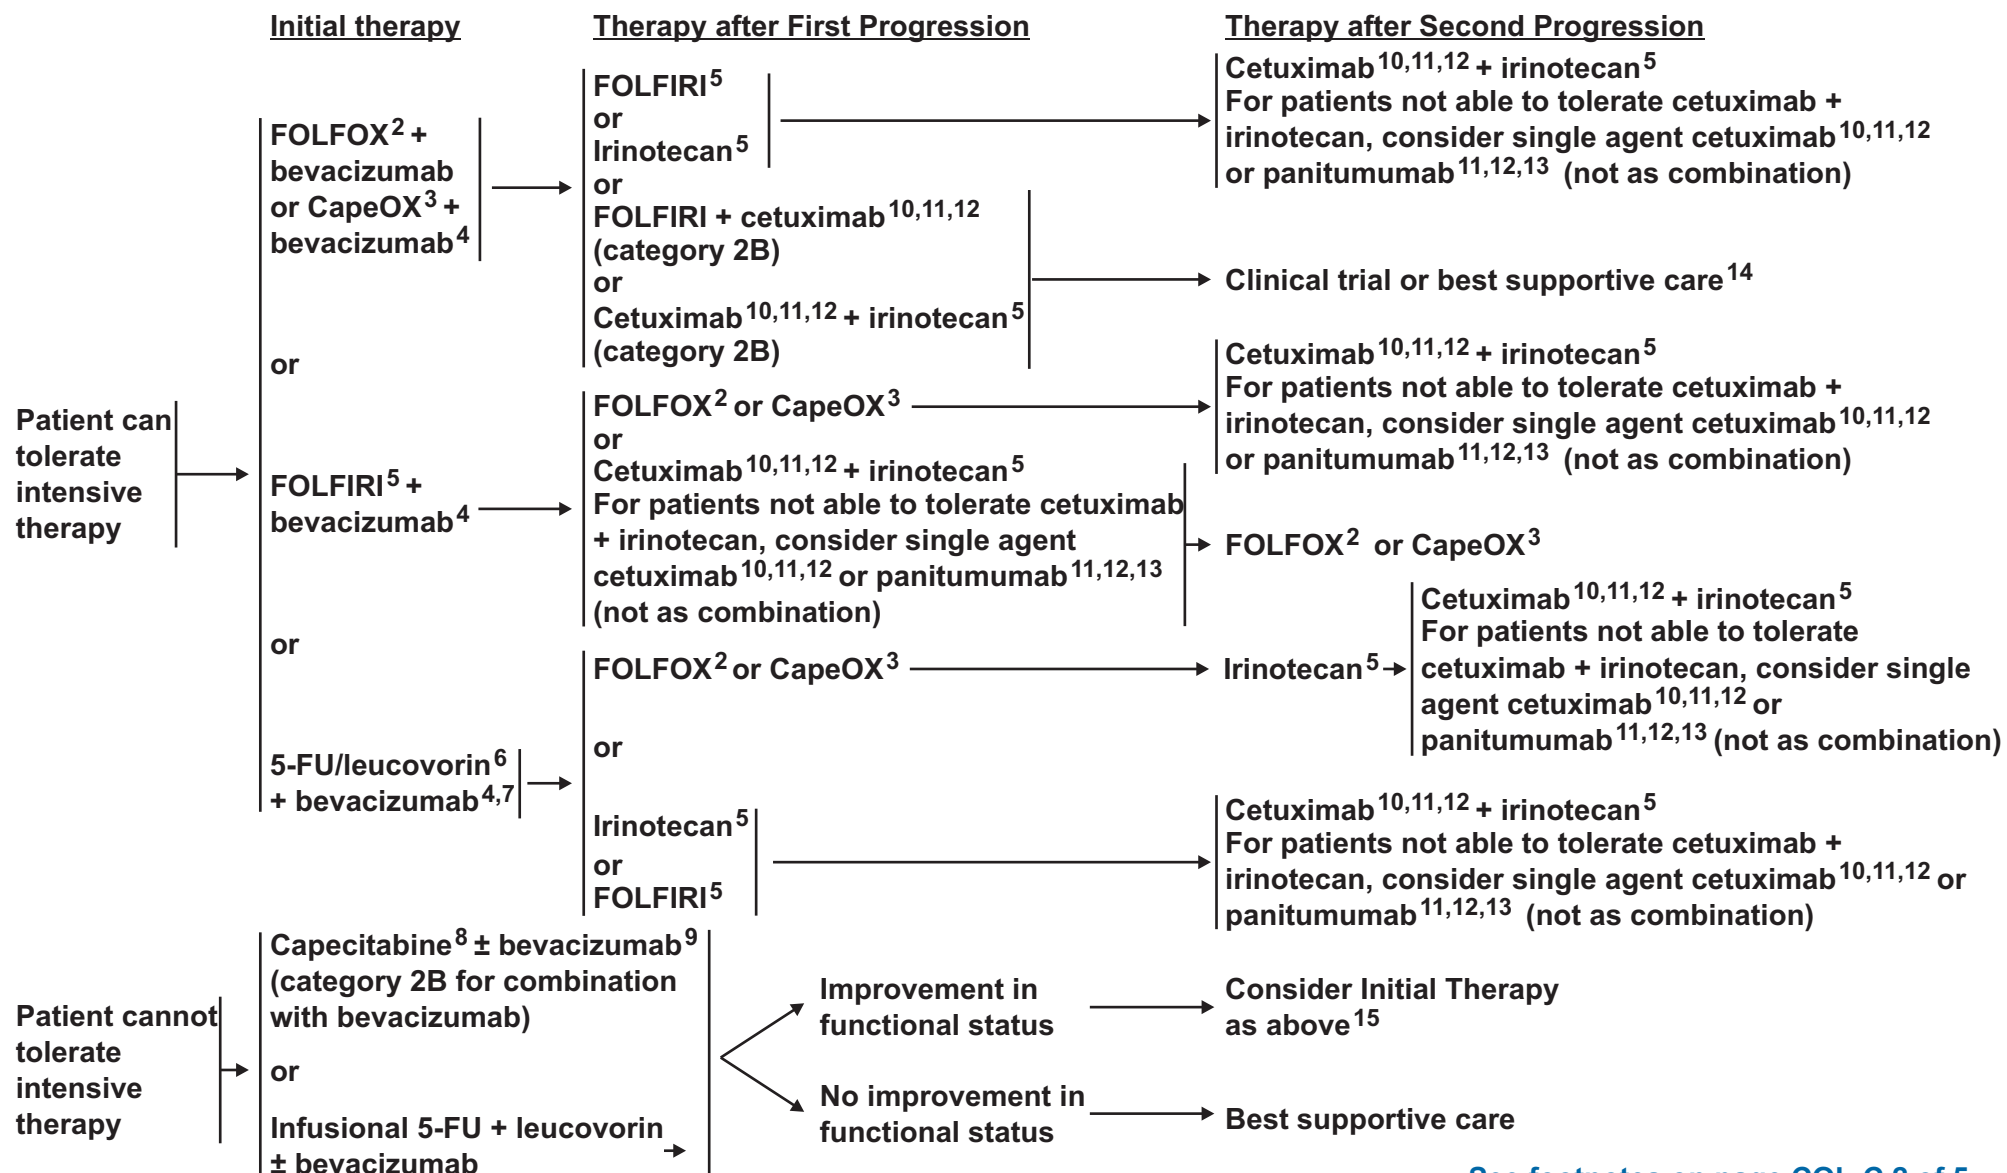 Initial therapy
Therapy after First Progression
Therapy after Second Progression
Patient can
tolerate
intensive
therapy
FOLFOX2 +
bevacizumab
or CapeOX3 +
bevacizumab4
or
FOLFIRI5 +
bevacizumab4
or
5-FU/leucovorin6
+ bevacizumab4,7
FOLFIRI5
or
Irinotecan5
or
FOLFIRI + cetuximab10,11,12
(category 2B)
or
Cetuximab10,11,12 + irinotecan5
(category 2B)
Cetuximab10,11,12 + irinotecan5
For patients not able to tolerate cetuximab +
irinotecan, consider single agent cetuximab10,11,12
or panitumumab11,12,13 (not as combination)
Clinical trial or best supportive care14
FOLFOX2 or CapeOX3
or
Cetuximab10,11,12 + irinotecan5
For patients not able to tolerate cetuximab
+ irinotecan, consider single agent
cetuximab10,11,12 or panitumumab11,12,13
(not as combination)
Cetuximab10,11,12 + irinotecan5
For patients not able to tolerate cetuximab +
irinotecan, consider single agent cetuximab10,11,12
or panitumumab11,12,13 (not as combination)
FOLFOX2 or CapeOX3
FOLFOX2 or CapeOX3
or
Irinotecan5
or
FOLFIRI5
Irinotecan5
Cetuximab10,11,12 + irinotecan5
For patients not able to tolerate
cetuximab + irinotecan, consider single
agent cetuximab10,11,12 or
panitumumab11,12,13 (not as combination)
Cetuximab10,11,12 + irinotecan5
For patients not able to tolerate cetuximab +
irinotecan, consider single agent cetuximab10,11,12 or
panitumumab11,12,13 (not as combination)
Patient cannot
tolerate
intensive
therapy
Capecitabine8 ± bevacizumab9
(category 2B for combination
with bevacizumab)
or
Infusional 5-FU + leucovorin
± bevacizumab
Improvement in
functional status
Consider Initial Therapy
as above15
No improvement in
functional status
Best supportive care
See footnotes on page COL-C 3 of 5